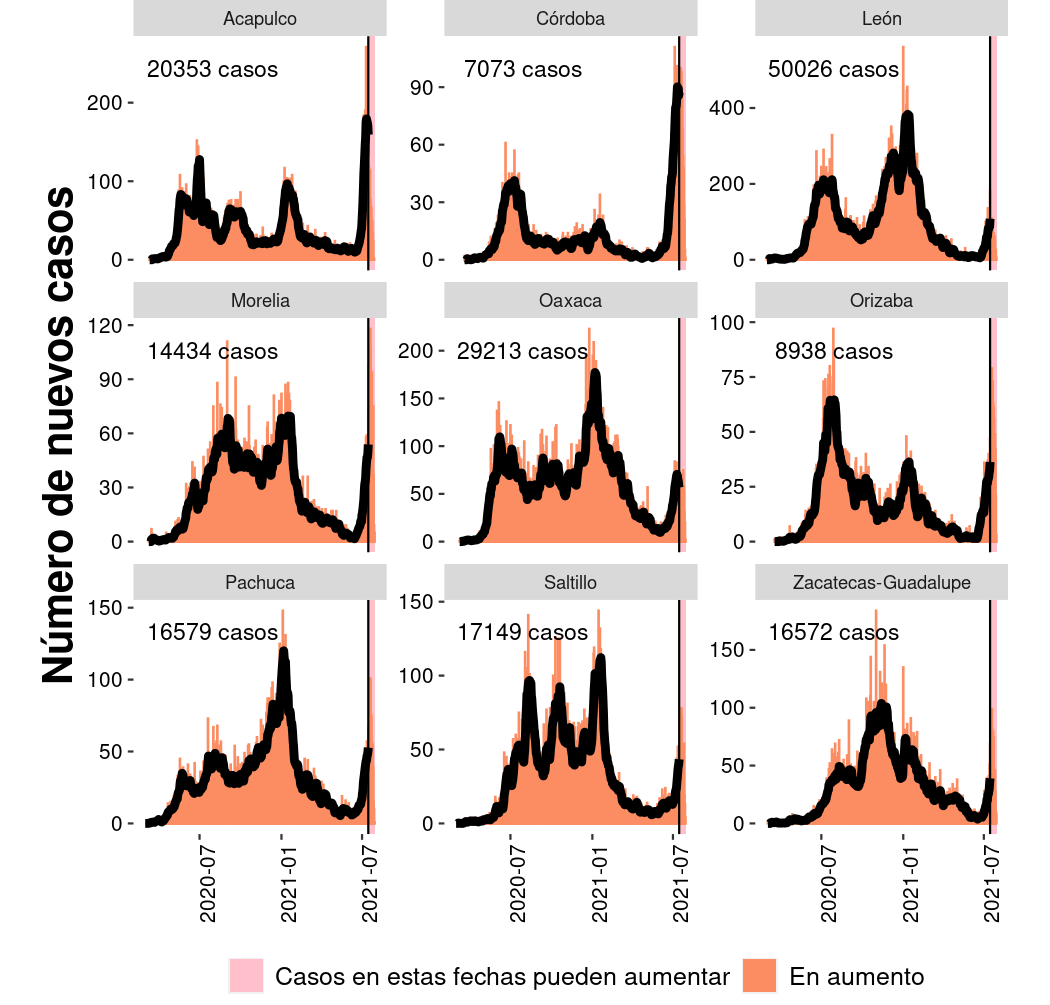 Acapulco
Córdoba
León
20353 casos
7073 casos
50026 casos
200
100
0
90
60
30
0
400
200
0
Número de nuevos casos
Morelia
Oaxaca
Orizaba
14434 casos
29213 casos
8938 casos
120
90
60
30
0
200
150
100
50
0
100
75
50
25
0
Pachuca
Saltillo
Zacatecas-Guadalupe
16579 casos
17149 casos
16572 casos
150
100
50
0
150
100
50
0
150
100
50
0
2020-07
2021-01
2021-07
2020-07
2021-01
2021-07
2020-07
2021-01
2021-07
Casos en estas fechas pueden aumentar
En aumento